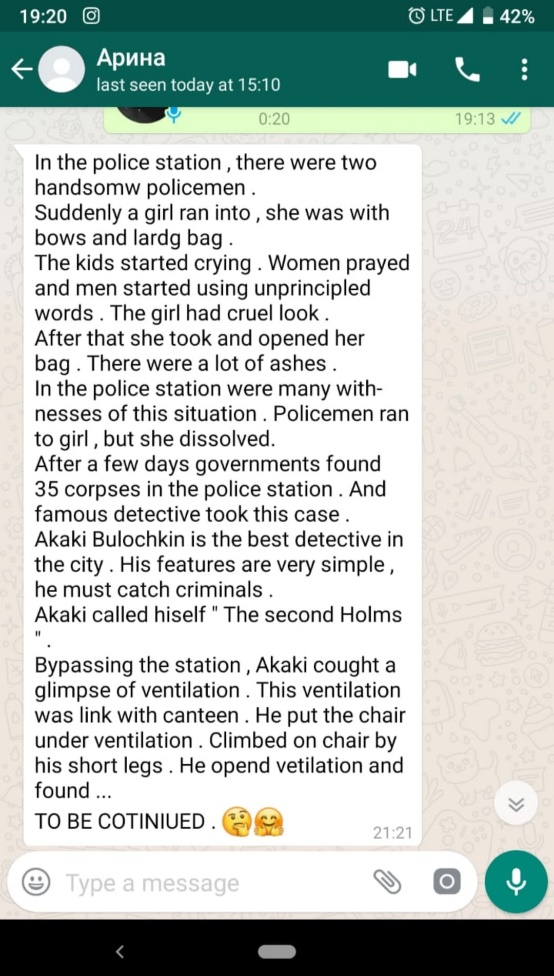 19:20 LTE 42%
Арина
last seen today at 15:10
0:20 19:13
In the police station , there were two
handsomw policemen .
Suddenly a girl ran into , she was with
bows and lardg bag .
The kids started crying . Women prayed
and men started using unprincipled
words . The girl had cruel look .
After that she took and opened her
bag . There were a lot of ashes .
In the police station were many with-
nesses of this situation . Policemen ran
to girl , but she dissolved.
After a few days governments found
35 corpses in the police station . And
famous detective took this case .
Akaki Bulochkin is the best detective in
the city . His features are very simple ,
he must catch criminals .
Akaki called hiself " The second Holms
" .
Bypassing the station , Akaki cought a
glimpse of ventilation . This ventilation
was link with canteen . He put the chair
under ventilation . Climbed on chair by
his short legs . He opend vetilation and
found ...
TO BE COTINIUED . 🤔🤗
21:21
Type a message